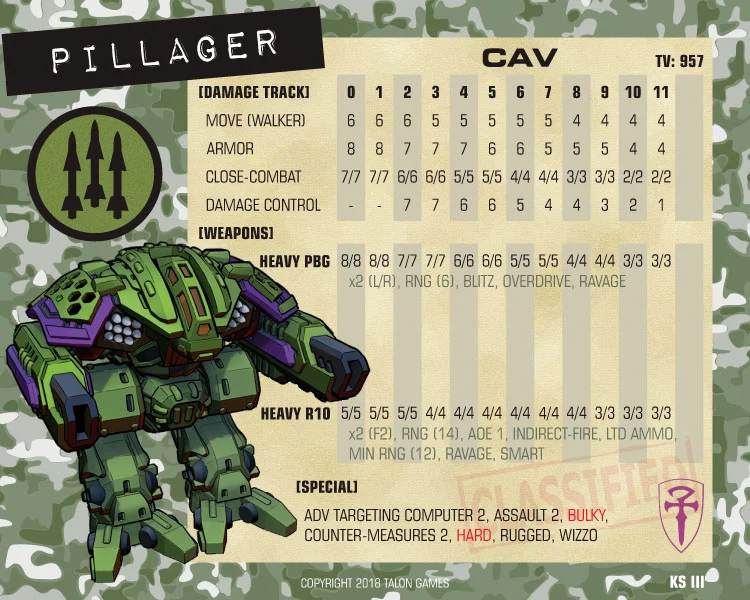 PILLAGER
CAV
TV: 957
[DAMAGE TRACK] 0 1 2 3 4 5 6 7 8 9 10 11
MOVE (WALKER) 6 6 6 5 5 5 5 5 4 4 4 4
ARMOR 8 8 7 7 7 6 6 5 5 5 4 4
CLOSE-COMBAT 7/7 7/7 6/6 6/6 5/5 5/5 4/4 4/4 3/3 3/3 2/2 2/2
DAMAGE CONTROL - - 7 7 6 6 5 4 4 3 2 1
[WEAPONS]
HEAVY PBG 8/8 8/8 7/7 7/7 6/6 6/6 5/5 5/5 4/4 4/4 3/3 3/3
x2 (L/R), RNG (6), BLITZ, OVERDRIVE, RAVAGE
HEAVY R10 5/5 5/5 5/5 4/4 4/4 4/4 4/4 4/4 4/4 3/3 3/3 3/3
x2 (F2), RNG (14), AOE 1, INDIRECT-FIRE, LTD AMMO,
MIN RNG (12), RAVAGE, SMART
CLASSIFIED
[SPECIAL]
ADV TARGETING COMPUTER 2, ASSAULT 2, BULKY,
COUNTER-MEASURES 2, HARD, RUGGED, WIZZO
COPYRIGHT 2018 TALON GAMES
KS III